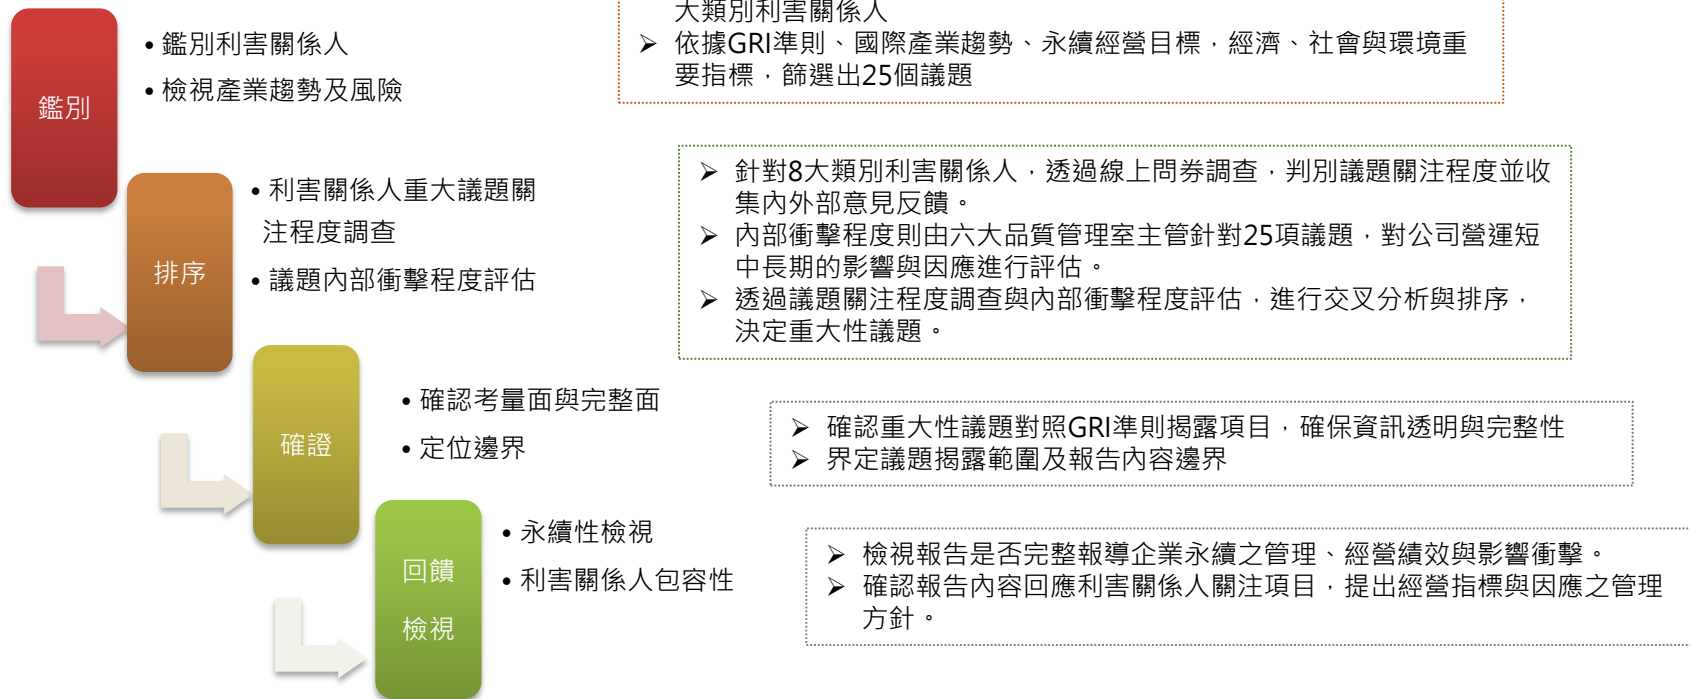 鑑別
• 鑑別利害關係人
• 檢視產業趨勢及風險
大類別利害關係人
➢ 依據GRI準則、國際產業趨勢、永續經營目標，經濟、社會與環境重
要指標，篩選出25個議題
排序
• 利害關係人重大議題關
注程度調查
• 議題內部衝擊程度評估
➢ 針對8大類別利害關係人，透過線上問券調查，判別議題關注程度並收
集內外部意見反饋。
➢ 內部衝擊程度則由六大品質管理室主管針對25項議題，對公司營運短
中長期的影響與因應進行評估。
➢ 透過議題關注程度調查與內部衝擊程度評估，進行交叉分析與排序，
決定重大性議題。
確證
• 確認考量面與完整面
• 定位邊界
➢ 確認重大性議題對照GRI準則揭露項目，確保資訊透明與完整性
➢ 界定議題揭露範圍及報告內容邊界
回饋
檢視
• 永續性檢視
• 利害關係人包容性
➢ 檢視報告是否完整報導企業永續之管理、經營績效與影響衝擊。
➢ 確認報告內容回應利害關係人關注項目，提出經營指標與因應之管理
方針。